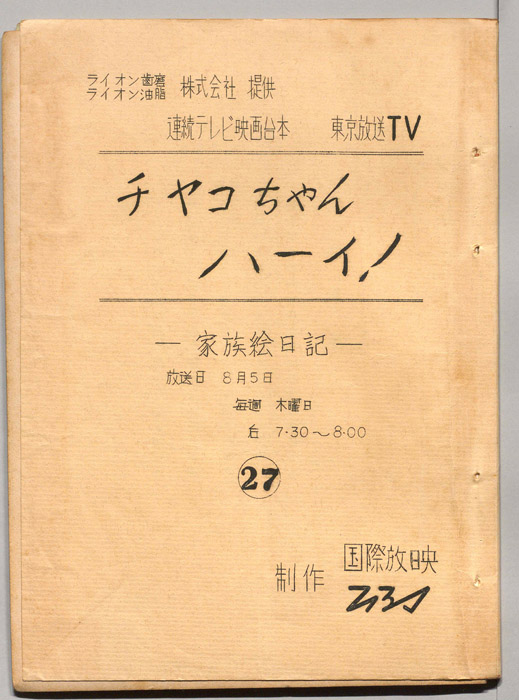 ライオン歯磨
ライオン油脂 株式会社 提供
連続テレビ映画台本 東京放送TV
チヤコちゃん
ハーイ!
― 家族絵日記 ―
放送日 8月5日
毎週 木曜日
后 7・30〜8・00
27
制作 国際放映
TBS